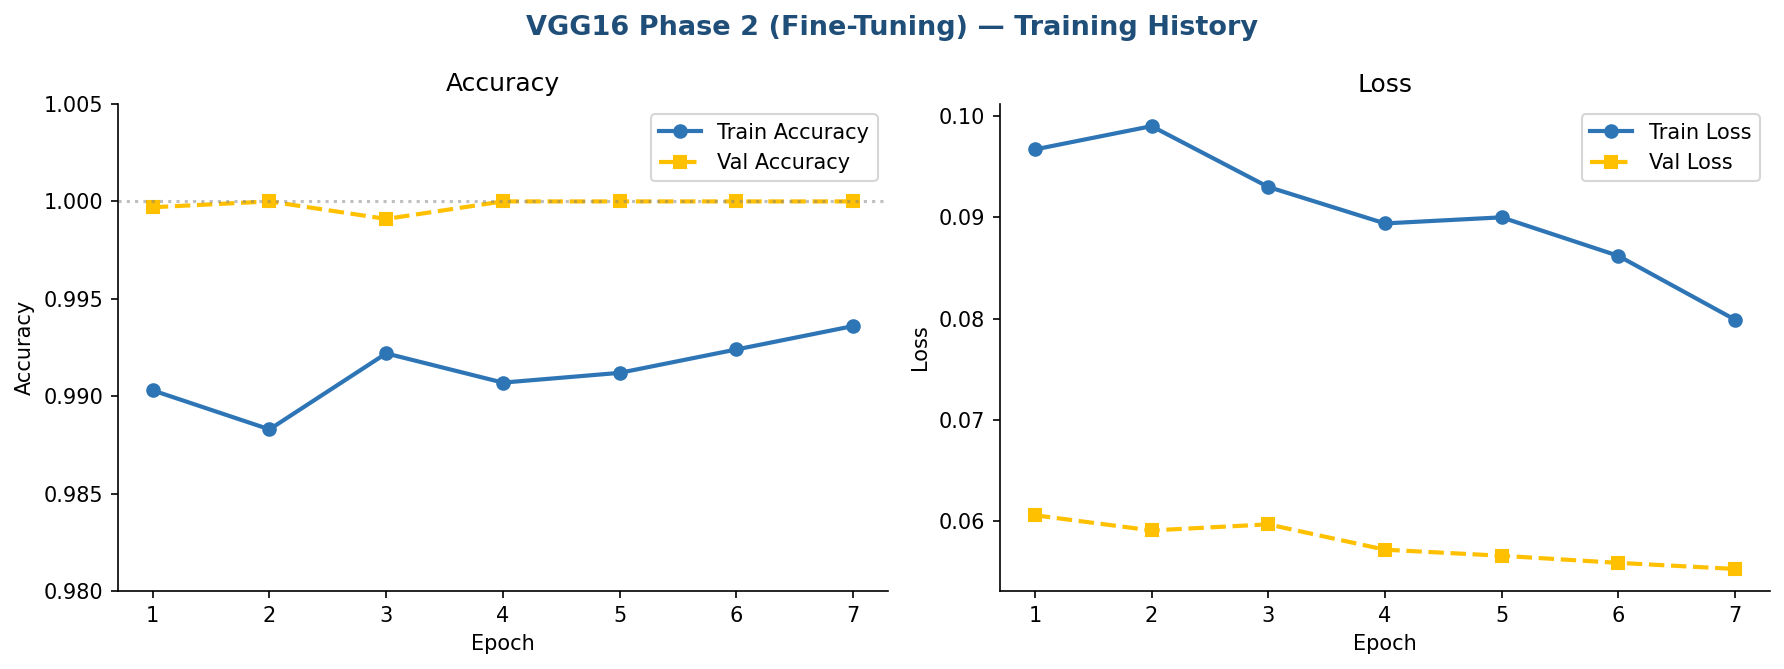 VGG16 Phase 2 (Fine-Tuning) — Training History
Accuracy
1.005
1.000
0.995
0.990
0.985
0.980
Accuracy
Train Accuracy
Val Accuracy
1 2 3 4 5 6 7
Epoch
Loss
0.10
0.09
0.08
0.07
0.06
Loss
Train Loss
Val Loss
1 2 3 4 5 6 7
Epoch